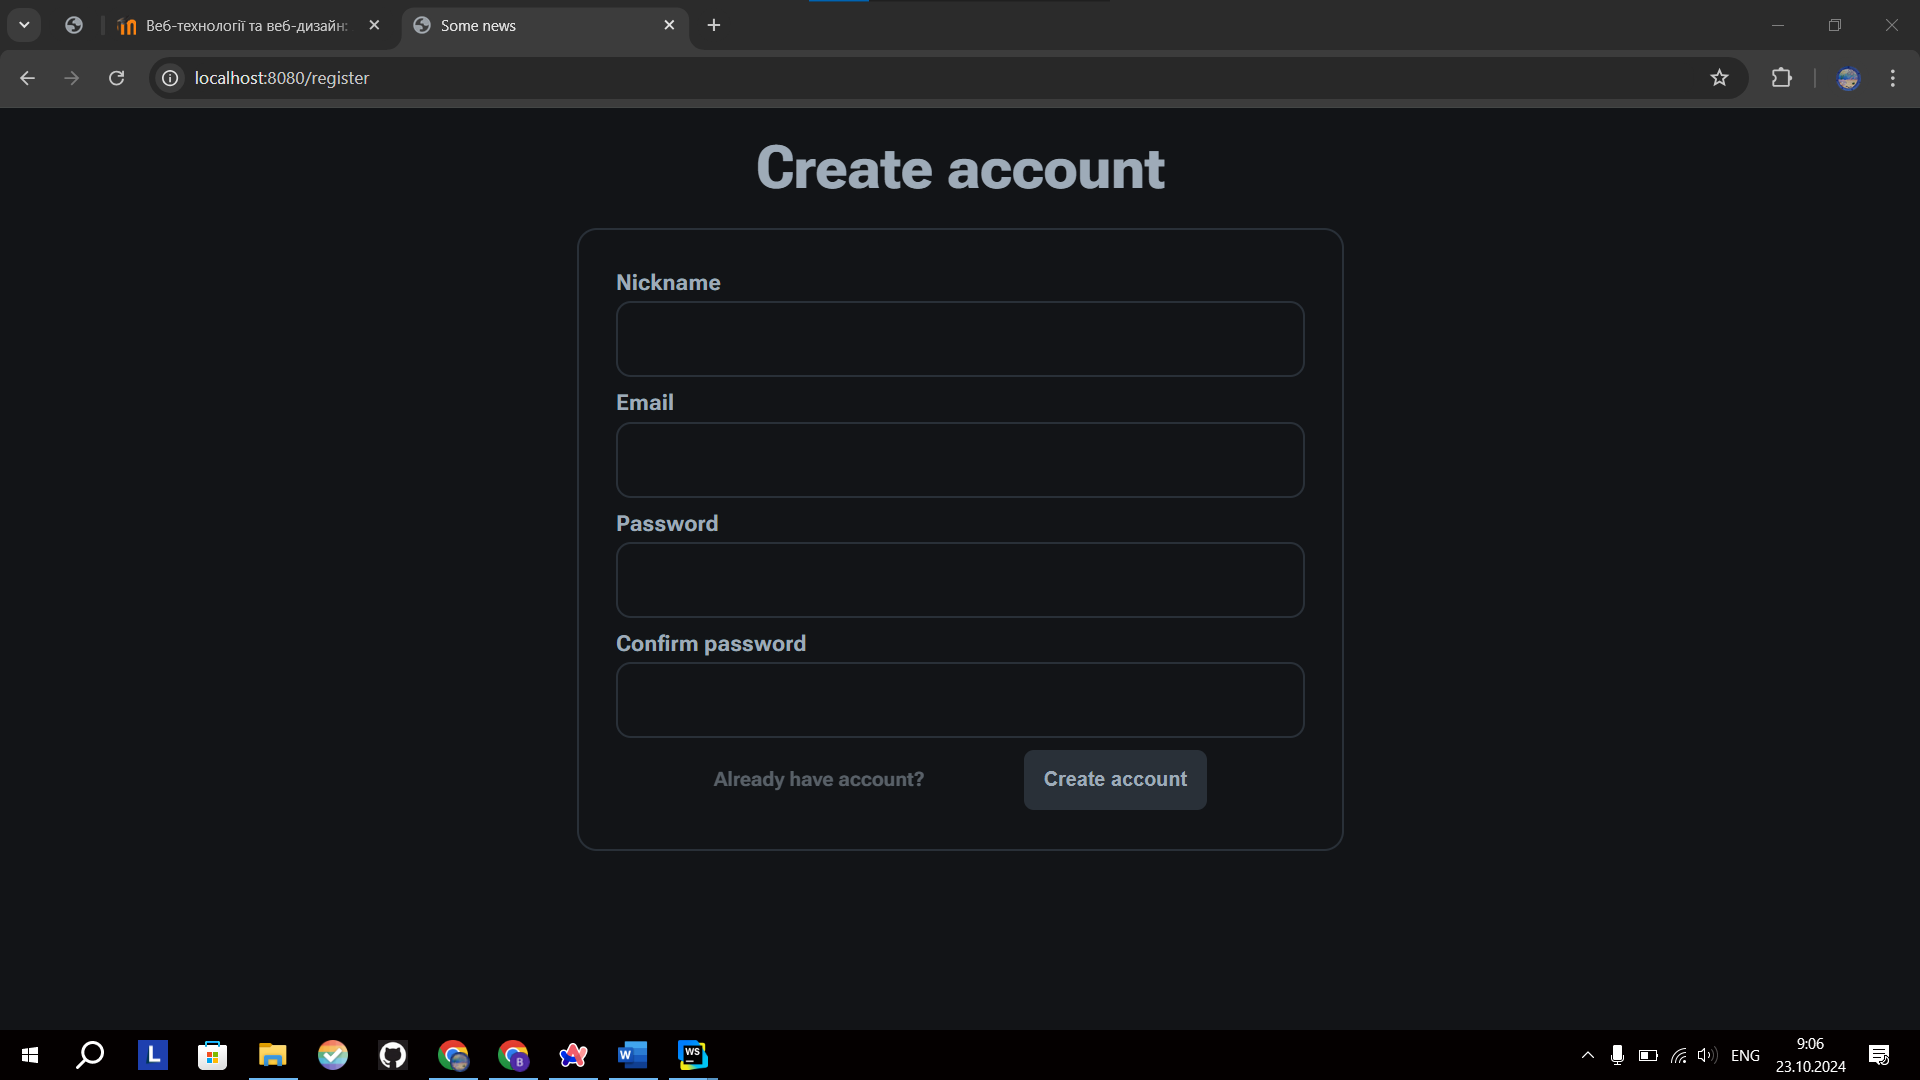 Веб-технології та веб-дизайн:
Some news
localhost:8080/register
Create account
Nickname
Email
Password
Confirm password
Already have account?
Create account
L
B
W
WS
ENG
9:06
23.10.2024